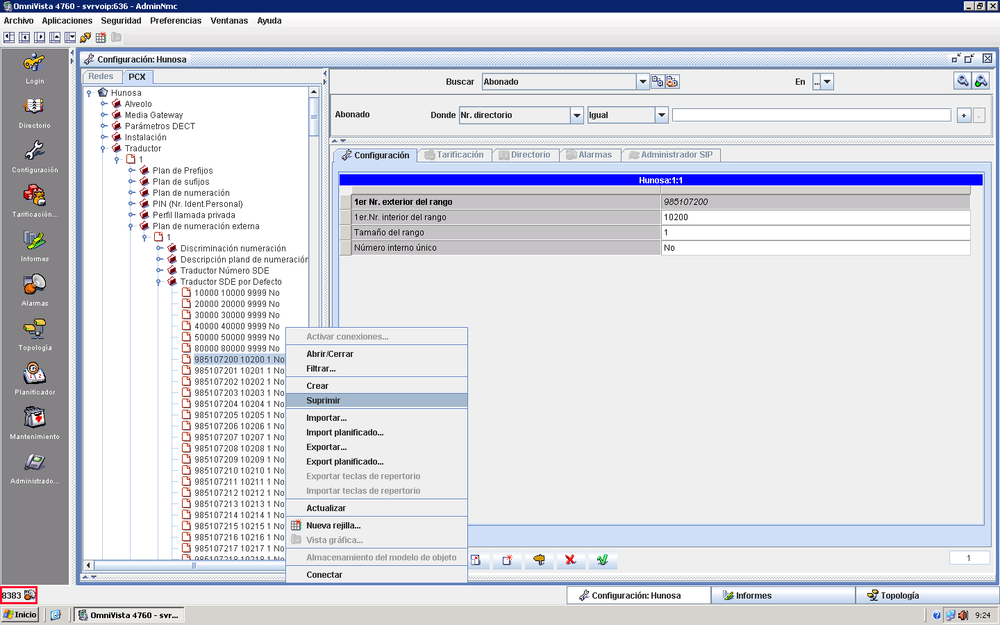 OmniVista 4760 - svrvoip:636 - AdminNmc
Archivo Aplicaciones Seguridad Preferencias Ventanas Ayuda
Login
Directorio
Configuración
Tarificación...
Informes
Alarmas
Topología
Planificador
Mantenimiento
Administrado...
Configuración: Hunosa
Redes PCX
Hunosa
Alveolo
Media Gateway
Parámetros DECT
Instalación
Traductor
1
Plan de Prefijos
Plan de sufijos
Plan de numeración
PIN (Nr. Ident.Personal)
Perfil llamada privada
Plan de numeración externa
1
Discriminación numeración
Descripción pland de numeración
Traductor Número SDE
Traductor SDE por Defecto
10000 10000 9999 No
20000 20000 9999 No
30000 30000 9999 No
40000 40000 9999 No
50000 50000 9999 No
80000 80000 9999 No
985107200 10200 1 No
985107201 10201 1 No
985107202 10202 1 No
985107203 10203 1 No
985107204 10204 1 No
985107205 10205 1 No
985107206 10206 1 No
985107207 10207 1 No
985107208 10208 1 No
985107209 10209 1 No
985107210 10210 1 No
985107211 10211 1 No
985107212 10212 1 No
985107213 10213 1 No
985107214 10214 1 No
985107215 10215 1 No
985107216 10216 1 No
985107217 10217 1 No
985107218 10218 1 No
Buscar Abonado En ...
Abonado Donde Nr. directorio Igual + -
Configuración Tarificación Directorio Alarmas Administrador SIP
Hunosa:1:1
1er Nr. exterior del rango 985107200
1er.Nr. interior del rango 10200
Tamaño del rango 1
Número interno único No
Activar conexiones...
Abrir/Cerrar
Filtrar...
Crear
Suprimir
Importar...
Import planificado...
Exportar...
Export planificado...
Exportar teclas de repertorio
Importar teclas de repertorio
Actualizar
Nueva rejilla...
Vista gráfica...
Almacenamiento del modelo de objeto
Conectar
1
8383 Configuración: Hunosa Informes Topología
Inicio OmniVista 4760 - svr... 9:24